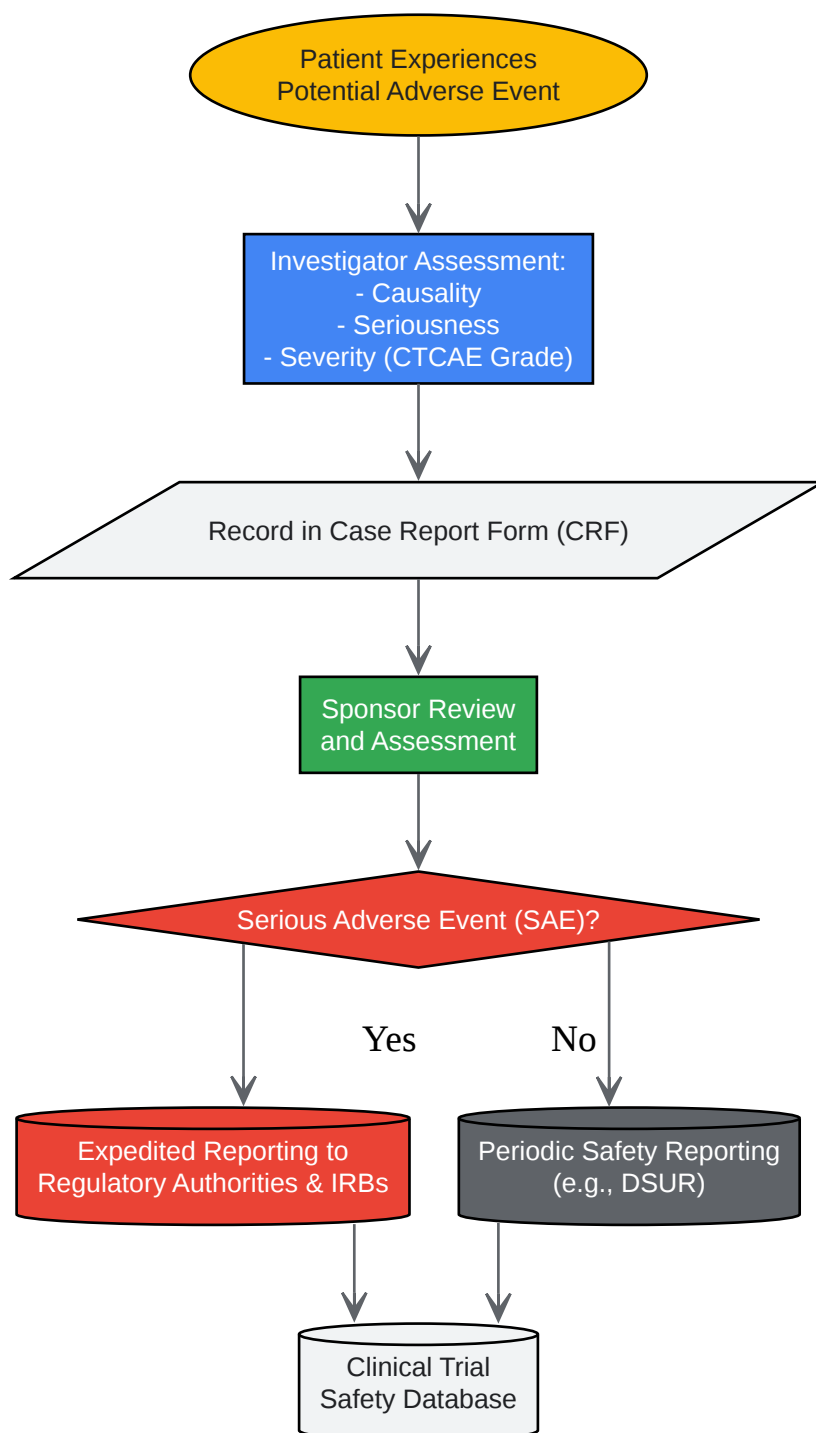 Patient Experiences
Potential Adverse Event
Investigator Assessment:
- Causality
- Seriousness
- Severity (CTCAE Grade)
Record in Case Report Form (CRF)
Sponsor Review
and Assessment
Serious Adverse Event (SAE)?
Yes
No
Expedited Reporting to
Regulatory Authorities & IRBs
Periodic Safety Reporting
(e.g., DSUR)
Clinical Trial
Safety Database